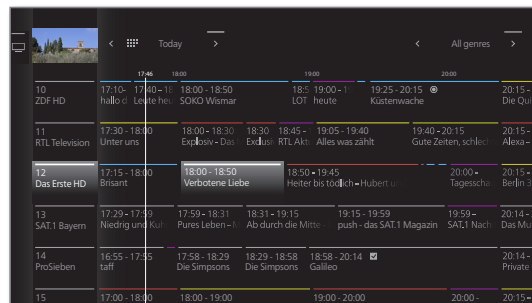 Today
All genres
17:46 18:00 19:00 20:00
10 17:10- 17:40 - 18 18:00 - 18:50 18:5 19:00 - 1 19:25 - 20:15 20:15 -
ZDF HD hallo d Leute heu SOKO Wismar LOT heute Küstenwache Die Qui
11 17:30 - 18:00 18:00 - 18:30 18:30 18:45 - 19:05 - 19:40 19:40 - 20:15 20:15 -
RTL Television Unter uns Explosiv - Das Exclusi RTL Akt Alles was zählt Gute Zeiten, schlech Alexa –
12 17:15 - 18:00 18:00 - 18:50 18:50 - 19:45 20:00 - 20:15 -
Das Erste HD Brisant Verbotene Liebe Heiter bis tödlich – Hubert u Tagesscha Berlin 3
13 17:29 - 17:59 17:59 - 18:31 18:31 - 19:15 19:15 - 19:59 19:59 - 20:14 -
SAT.1 Bayern Niedrig und Kuh Pures Leben – Ab durch die Mitte push - das SAT.1 Magazin SAT.1 Nach Das Mu
14 16:55 - 17:55 17:58 - 18:29 18:29 - 18:58 18:58 - 20:14 20:14 -
ProSieben taff Die Simpsons Die Simpsons Galileo Private
15 17:00 - 18:00 18:00 - 19:00 19:00 - 20:00 20:00 - 20:15 -